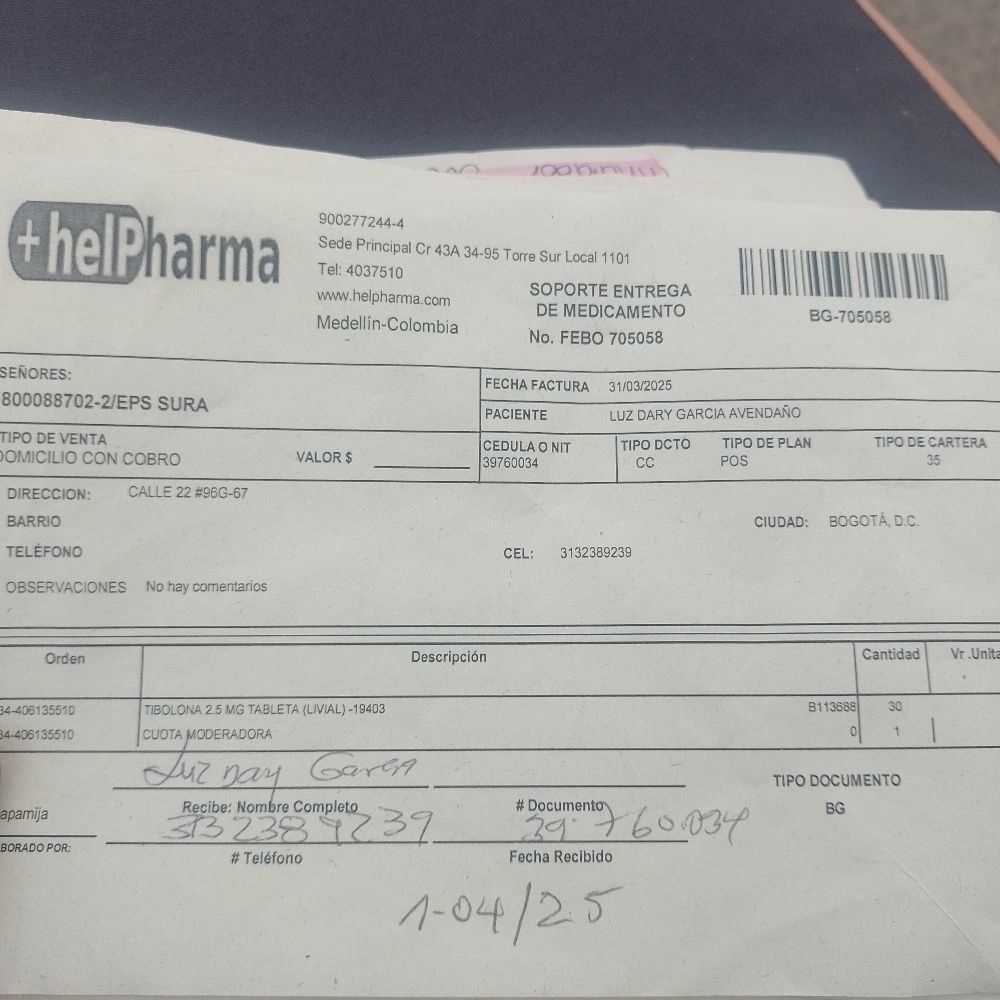 +helPharma
900277244-4
Sede Principal Cr 43A 34-95 Torre Sur Local 1101
Tel: 4037510
www.helpharma.com
Medellín-Colombia
SOPORTE ENTREGA
DE MEDICAMENTO
No. FEBO 705058
BG-705058
SEÑORES:
800088702-2/EPS SURA
FECHA FACTURA 31/03/2025
PACIENTE LUZ DARY GARCIA AVENDAÑO
TIPO DE VENTA
DOMICILIO CON COBRO VALOR $
CEDULA O NIT TIPO DCTO TIPO DE PLAN TIPO DE CARTERA
39760034 CC POS 35
DIRECCION: CALLE 22 #96G-67
BARRIO CIUDAD: BOGOTÁ, D.C.
TELÉFONO CEL: 3132389239
OBSERVACIONES No hay comentarios
Orden Descripción Cantidad Vr.Unita
34-406135510 TIBOLONA 2.5 MG TABLETA (LIVIAL) -19403 B113688 30
34-406135510 CUOTA MODERADORA 0 1
Luz Dary Garcia
Recibe: Nombre Completo # Documento TIPO DOCUMENTO
apamija 3132389239 39.760.034 BG
BORADO POR: # Teléfono Fecha Recibido
1-04/25